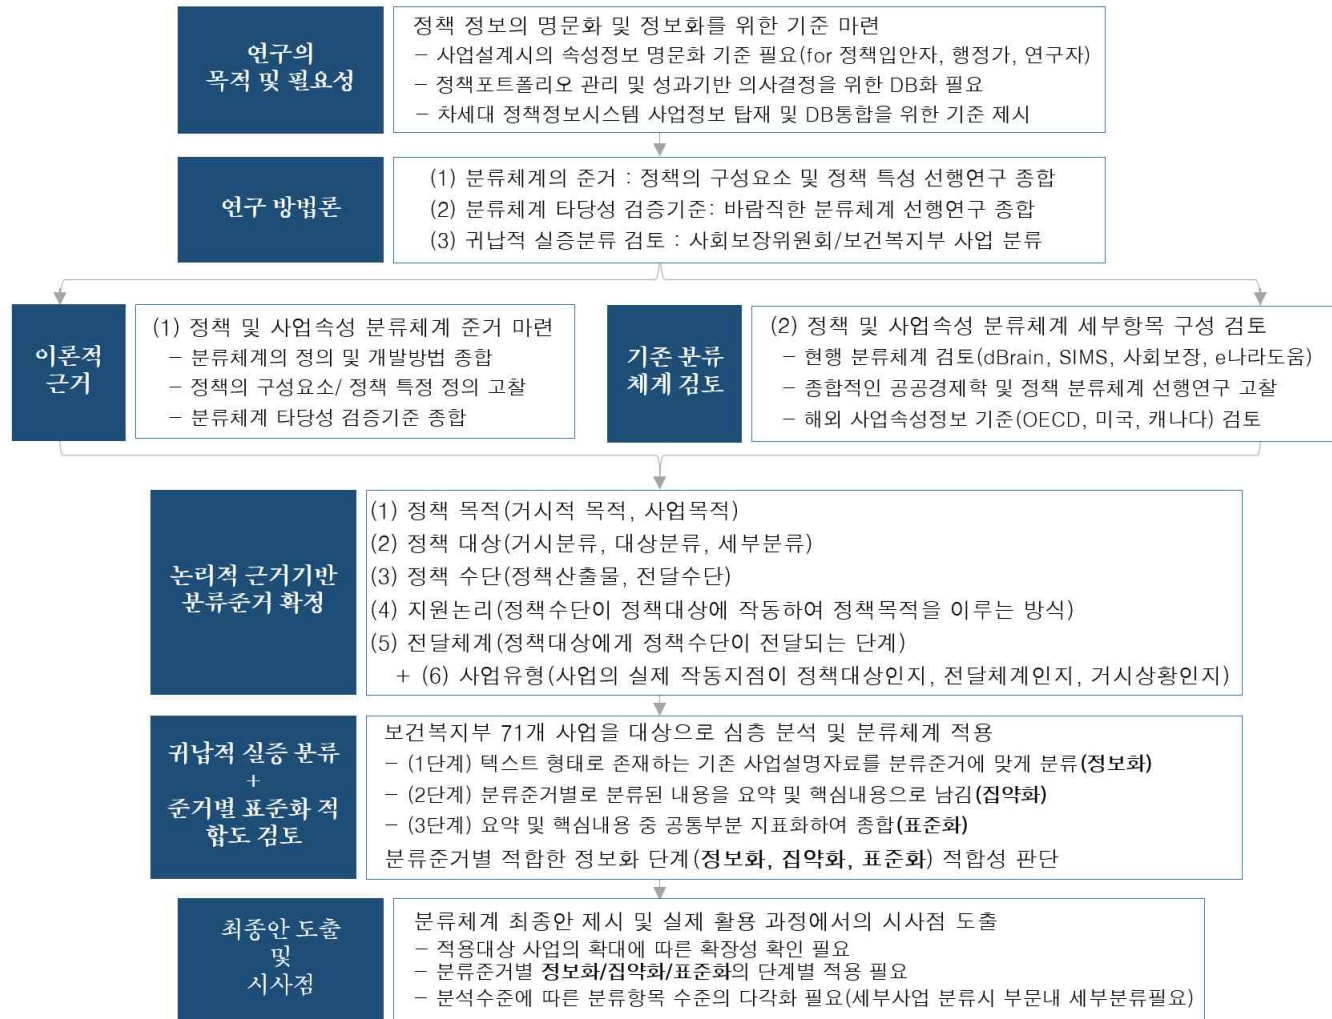 연구의
목적 및 필요성
정책 정보의 명문화 및 정보화를 위한 기준 마련
– 사업설계시의 속성정보 명문화 기준 필요(for 정책입안자, 행정가, 연구자)
– 정책포트폴리오 관리 및 성과기반 의사결정을 위한 DB화 필요
– 차세대 정책정보시스템 사업정보 탑재 및 DB통합을 위한 기준 제시
연구 방법론
(1) 분류체계의 준거 : 정책의 구성요소 및 정책 특성 선행연구 종합
(2) 분류체계 타당성 검증기준: 바람직한 분류체계 선행연구 종합
(3) 귀납적 실증분류 검토 : 사회보장위원회/보건복지부 사업 분류
이론적
근거
(1) 정책 및 사업속성 분류체계 준거 마련
– 분류체계의 정의 및 개발방법 종합
– 정책의 구성요소/ 정책 특정 정의 고찰
– 분류체계 타당성 검증기준 종합
기존 분류
체계 검토
(2) 정책 및 사업속성 분류체계 세부항목 구성 검토
– 현행 분류체계 검토(dBrain, SIMS, 사회보장, e나라도움)
– 종합적인 공공경제학 및 정책 분류체계 선행연구 고찰
– 해외 사업속성정보 기준(OECD, 미국, 캐나다) 검토
논리적 근거기반
분류준거 확정
(1) 정책 목적(거시적 목적, 사업목적)
(2) 정책 대상(거시분류, 대상분류, 세부분류)
(3) 정책 수단(정책산출물, 전달수단)
(4) 지원논리(정책수단이 정책대상에 작동하여 정책목적을 이루는 방식)
(5) 전달체계(정책대상에게 정책수단이 전달되는 단계)
+ (6) 사업유형(사업의 실제 작동지점이 정책대상인지, 전달체계인지, 거시상황인지)
귀납적 실증 분류
+
준거별 표준화 적
합도 검토
보건복지부 71개 사업을 대상으로 심층 분석 및 분류체계 적용
– (1단계) 텍스트 형태로 존재하는 기존 사업설명자료를 분류준거에 맞게 분류(정보화)
– (2단계) 분류준거별로 분류된 내용을 요약 및 핵심내용으로 남김(집약화)
– (3단계) 요약 및 핵심내용 중 공통부분 지표화하여 종합(표준화)
분류준거별 적합한 정보화 단계(정보화, 집약화, 표준화) 적합성 판단
최종안 도출
및
시사점
분류체계 최종안 제시 및 실제 활용 과정에서의 시사점 도출
– 적용대상 사업의 확대에 따른 확장성 확인 필요
– 분류준거별 정보화/집약화/표준화의 단계별 적용 필요
– 분석수준에 따른 분류항목 수준의 다각화 필요(세부사업 분류시 부문내 세부분류필요)